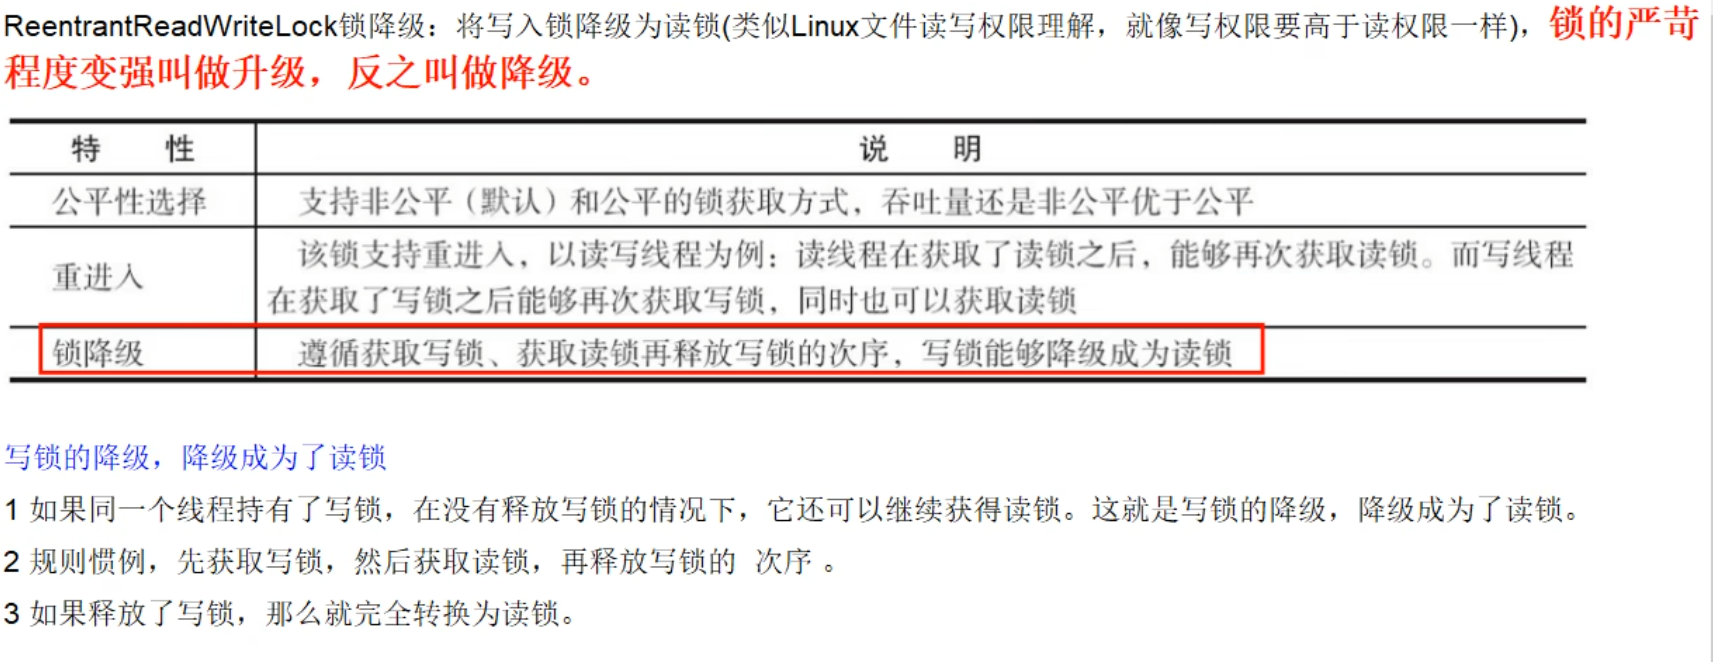 ReentrantReadWriteLock锁降级：将写入锁降级为读锁(类似Linux文件读写权限理解，就像写权限要高于读权限一样)，锁的严苛
程度变强叫做升级，反之叫做降级。
特 性 说 明
公平性选择 支持非公平（默认）和公平的锁获取方式，吞吐量还是非公平优于公平
重进入 该锁支持重进入，以读写线程为例：读线程在获取了读锁之后，能够再次获取读锁。而写线程
在获取了写锁之后能够再次获取写锁，同时也可以获取读锁
锁降级 遵循获取写锁、获取读锁再释放写锁的次序，写锁能够降级成为读锁
写锁的降级，降级成为了读锁
1 如果同一个线程持有了写锁，在没有释放写锁的情况下，它还可以继续获得读锁。这就是写锁的降级，降级成为了读锁。
2 规则惯例，先获取写锁，然后获取读锁，再释放写锁的 次序 。
3 如果释放了写锁，那么就完全转换为读锁。